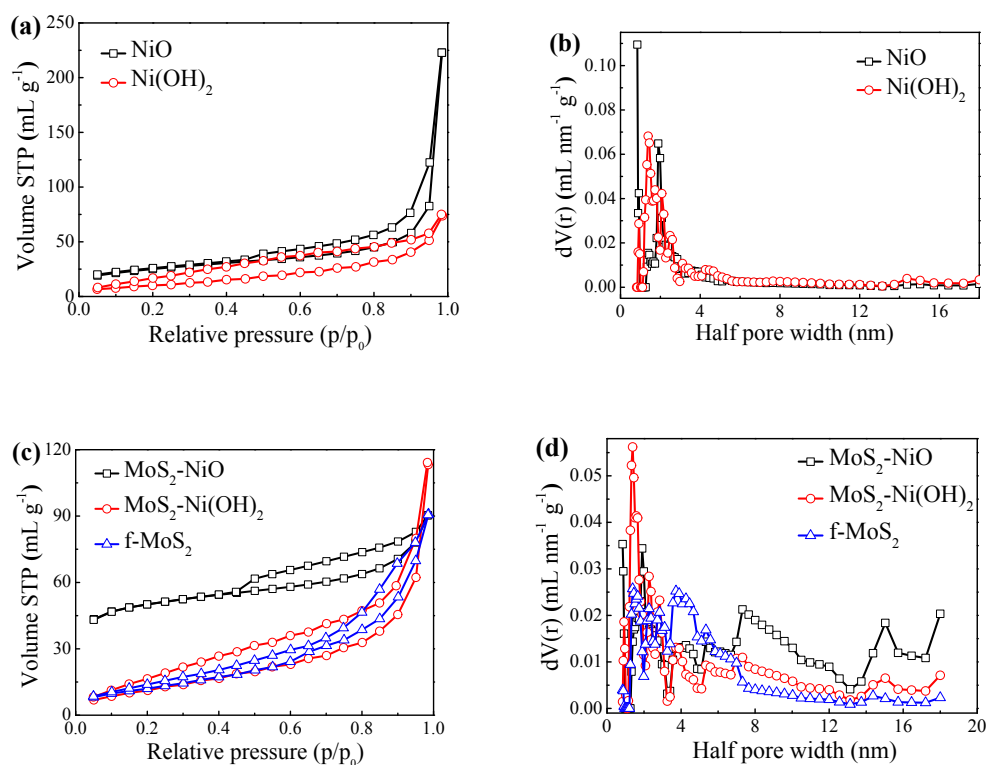 (a)
NiO
Ni(OH)₂
Volume STP (mL g⁻¹)
250
200
150
100
50
0
0.0 0.2 0.4 0.6 0.8 1.0
Relative pressure (p/p₀)
(b)
NiO
Ni(OH)₂
dV(r) (mL nm⁻¹ g⁻¹)
0.10
0.08
0.06
0.04
0.02
0.00
0 4 8 12 16
Half pore width (nm)
(c)
MoS₂-NiO
MoS₂-Ni(OH)₂
f-MoS₂
Volume STP (mL g⁻¹)
120
90
60
30
0
0.0 0.2 0.4 0.6 0.8 1.0
Relative pressure (p/p₀)
(d)
MoS₂-NiO
MoS₂-Ni(OH)₂
f-MoS₂
dV(r) (mL nm⁻¹ g⁻¹)
0.05
0.04
0.03
0.02
0.01
0.00
0 4 8 12 16 20
Half pore width (nm)